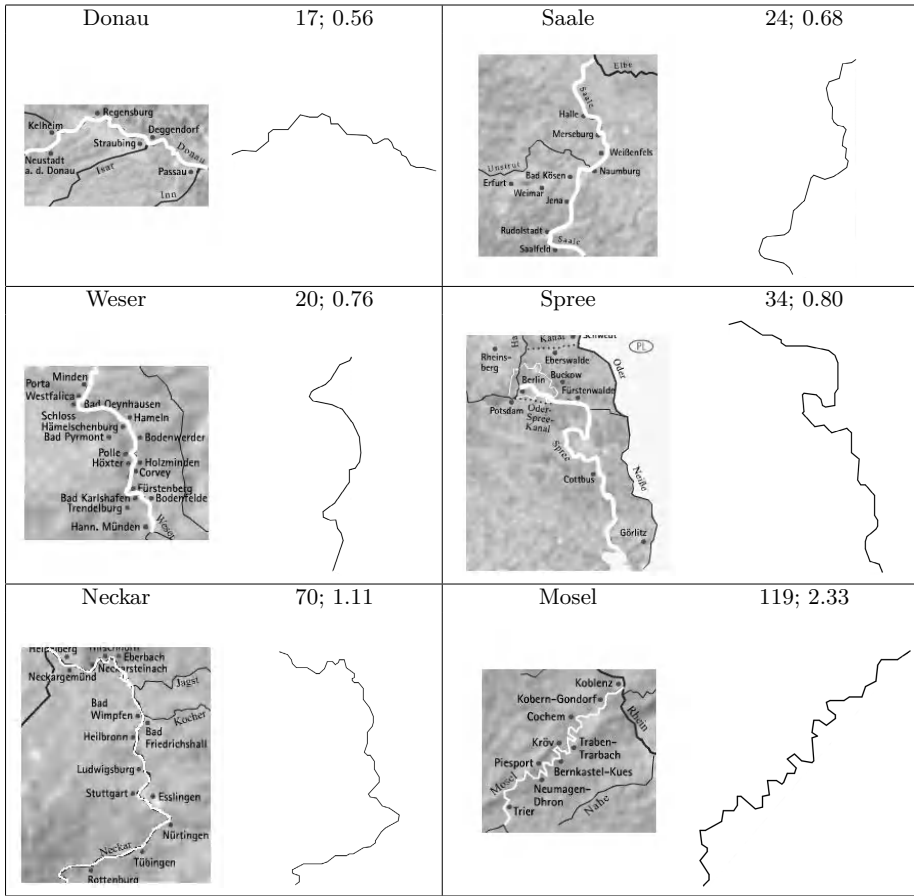 Donau
17; 0.56
Regensburg
Kelheim
Deggendorf
Straubing
Donau
Neustadt
a. d. Donau
Isar
Passau
Inn
Saale
24; 0.68
Elbe
Saale
Halle
Merseburg
Weißenfels
Unstrut
Naumburg
Bad Kösen
Erfurt
Weimar
Jena
Rudolstadt
Saale
Saalfeld
Weser
20; 0.76
Minden
Porta
Westfalica
Bad Oeynhausen
Schloss
Hämelschenburg
Hameln
Bad Pyrmont
Bodenwerder
Polle
Höxter
Holzminden
Corvey
Fürstenberg
Bad Karlshafen
Bodenfelde
Trendelburg
Hann. Münden
Weser
Spree
34; 0.80
Kanal
Schwedt
PL
Ha
Rheins-
berg
Eberswalde
Oder
Buckow
Berlin
Fürstenwalde
Potsdam
Oder-
Spree-
Kanal
Spree
Cottbus
Neiße
Görlitz
Neckar
70; 1.11
Heidelberg
Hirschhorn
Eberbach
Neckarsteinach
Neckargemünd
Jagst
Bad
Wimpfen
Kocher
Heilbronn
Bad
Friedrichshall
Ludwigsburg
Stuttgart
Esslingen
Nürtingen
Neckar
Tübingen
Rottenburg
Mosel
119; 2.33
Koblenz
Kobern-Gondorf
Cochem
Rhein
Kröv
Traben-
Trarbach
Piesport
Bernkastel-Kues
Mosel
Neumagen-
Dhron
Nahe
Trier